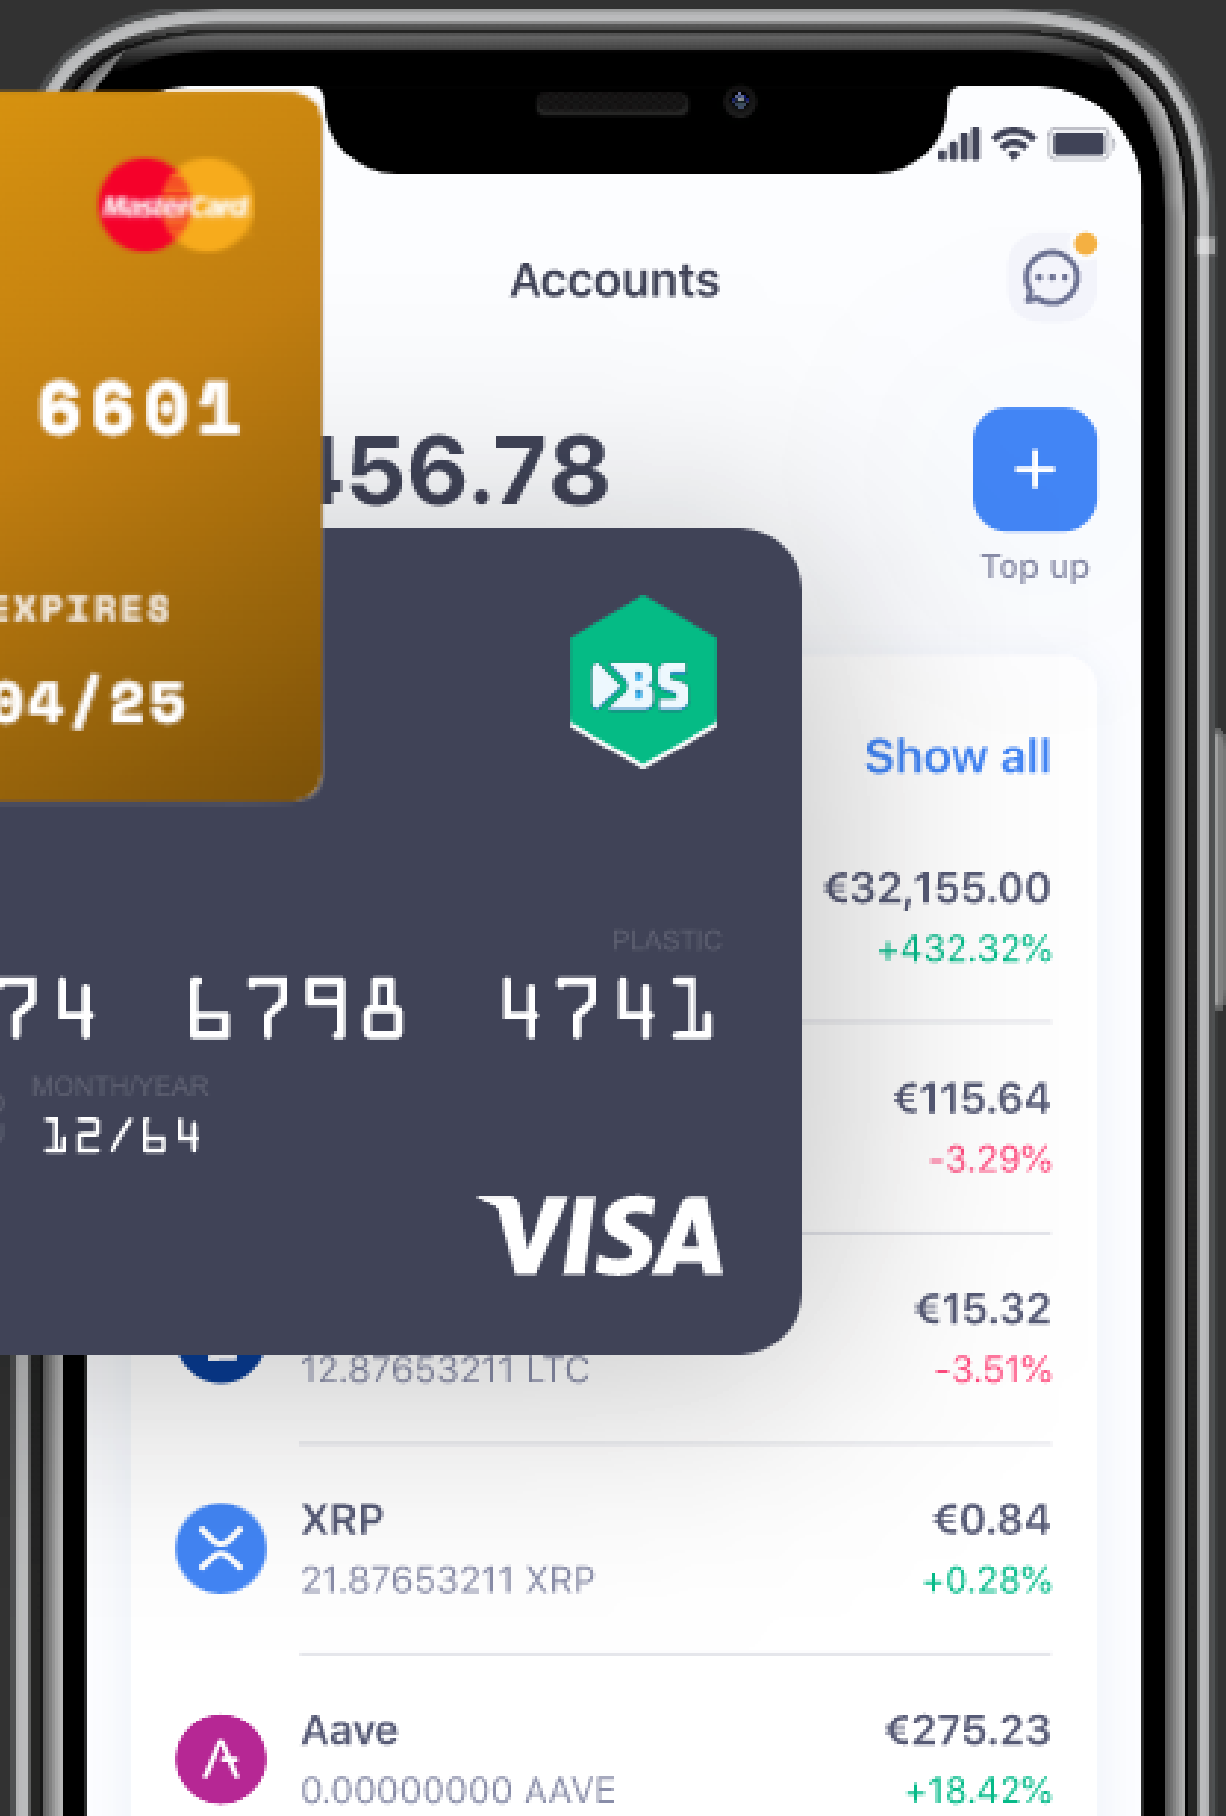 MasterCard
Accounts
6601
456.78
Top up
EXPIRES
04/25
BS
Show all
€32,155.00
+432.32%
PLASTIC
74 6798 4741
MONTH/YEAR
12/64
€115.64
-3.29%
VISA
€15.32
12.87653211 LTC
-3.51%
XRP
€0.84
21.87653211 XRP
+0.28%
Aave
€275.23
0.00000000 AAVE
+18.42%